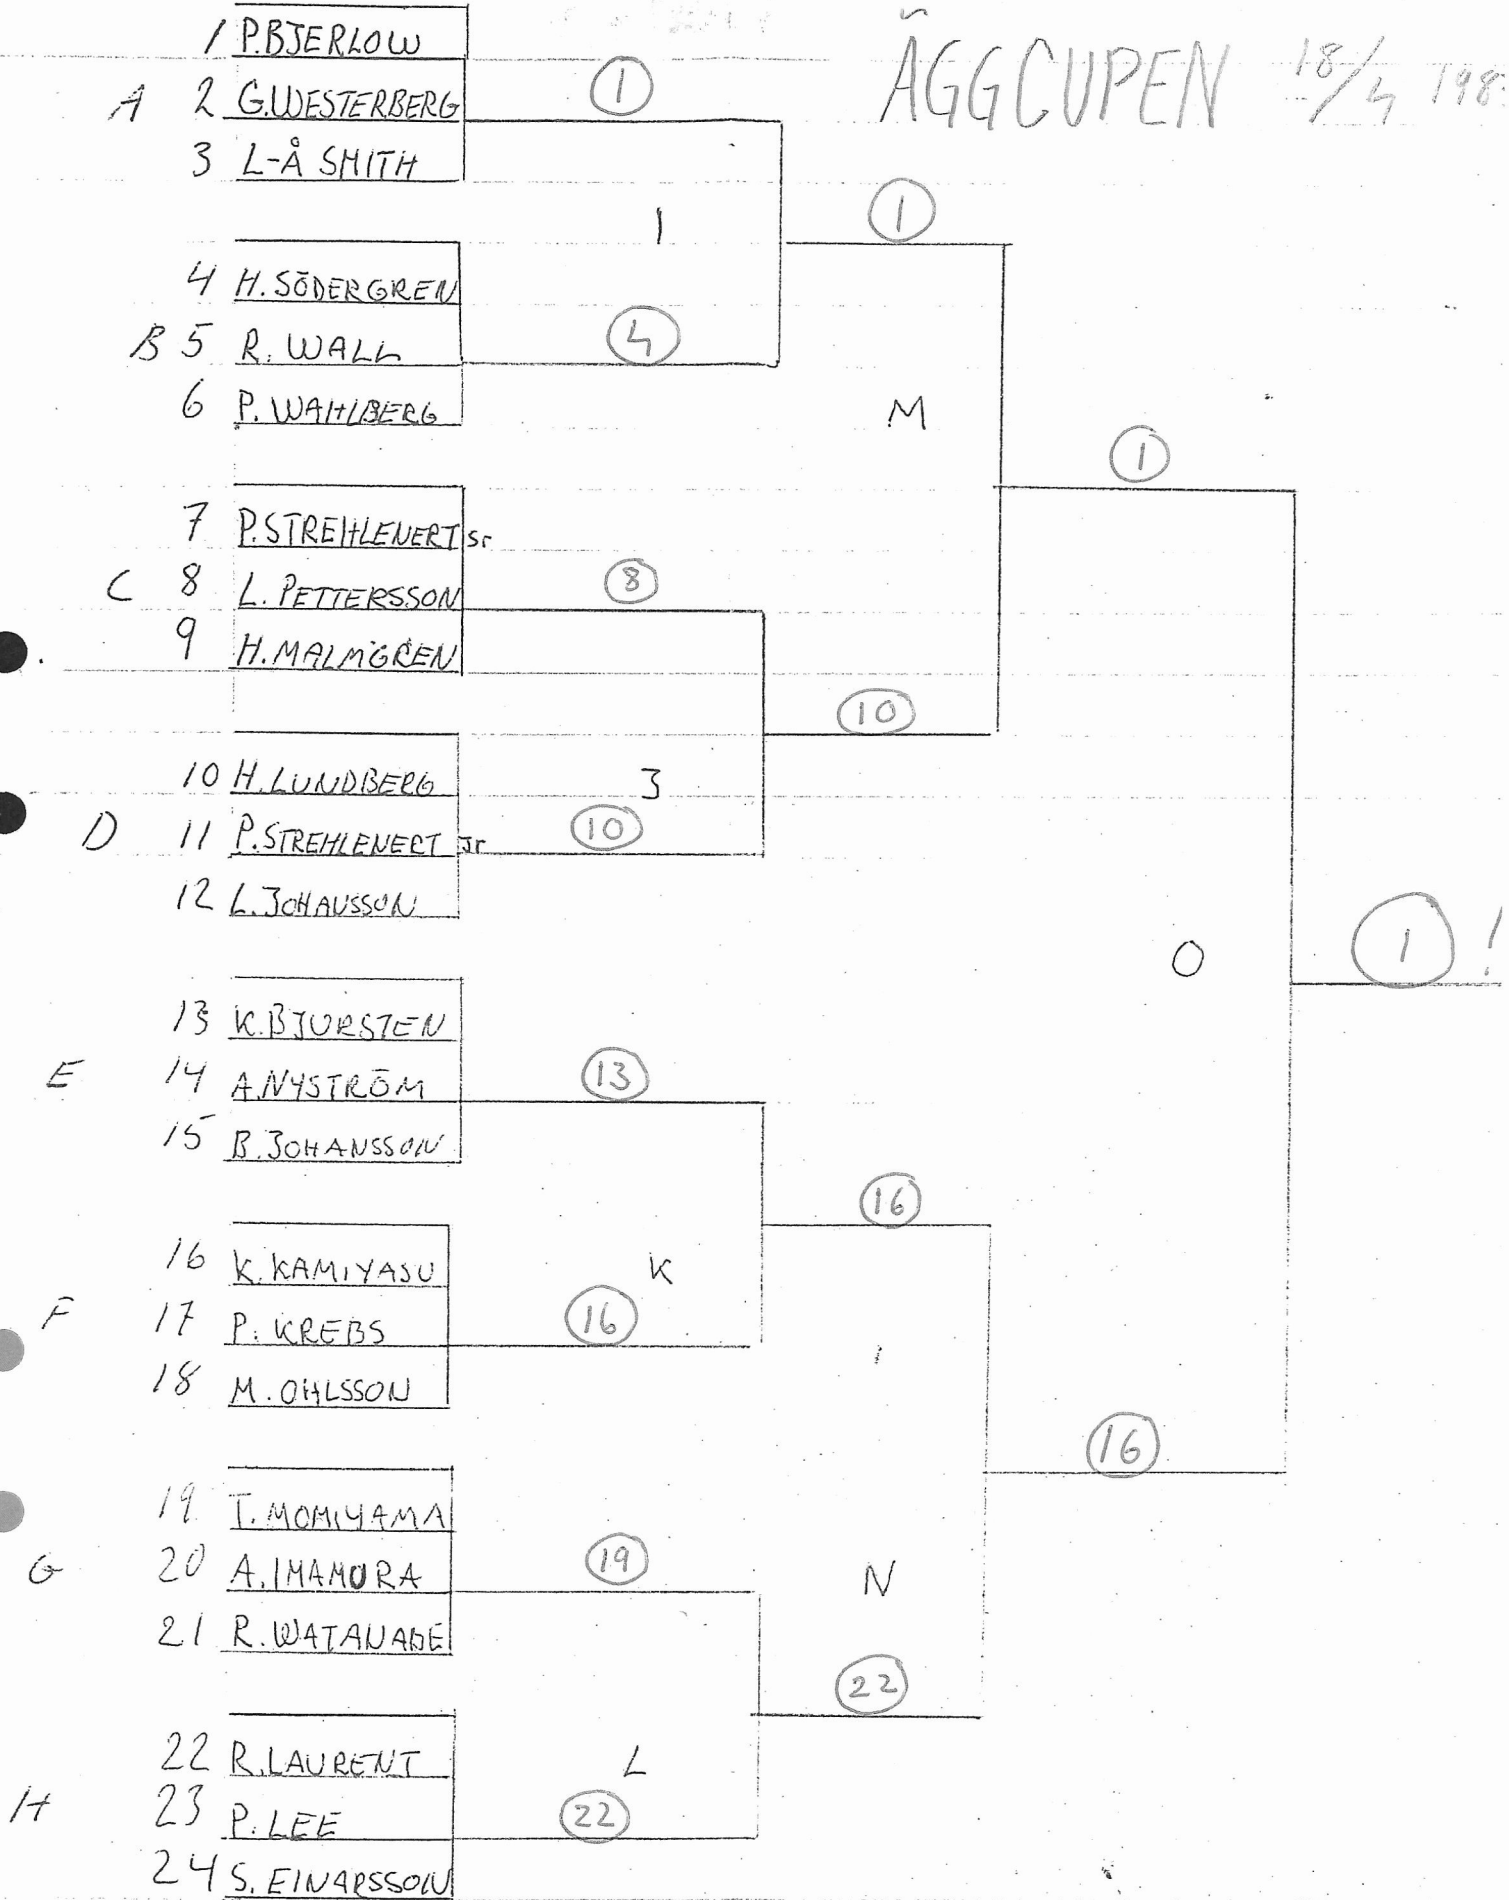 ÄGGCUPEN 18/4 198
1 P.BJERLOW
A 2 G.WESTERBERG ①
3 L-Å SMITH
I ①
4 H.SÖDERGREN
B 5 R. WALL ④
6 P. WAHLBERG
M
①
7 P.STREHLENERT Sr
C 8 L. PETTERSSON ⑧
9 H.MALMGREN
⑩
10 H.LUNDBERG J
D 11 P.STREHLENERT Jr ⑩
12 L.JOHANSSON
O ① !
13 K.BJURSTEN
E 14 A.NYSTRÖM ⑬
15 B.JOHANSSON
⑯
16 K.KAMIYASU K
F 17 P. KREBS ⑯
18 M. OHLSSON
⑯
19 T.MOMIYAMA
G 20 A.IMAMURA ⑲ N
21 R.WATANABE
㉒
22 R.LAURENT L
H 23 P. LEE ㉒
24 S. EINARSSON